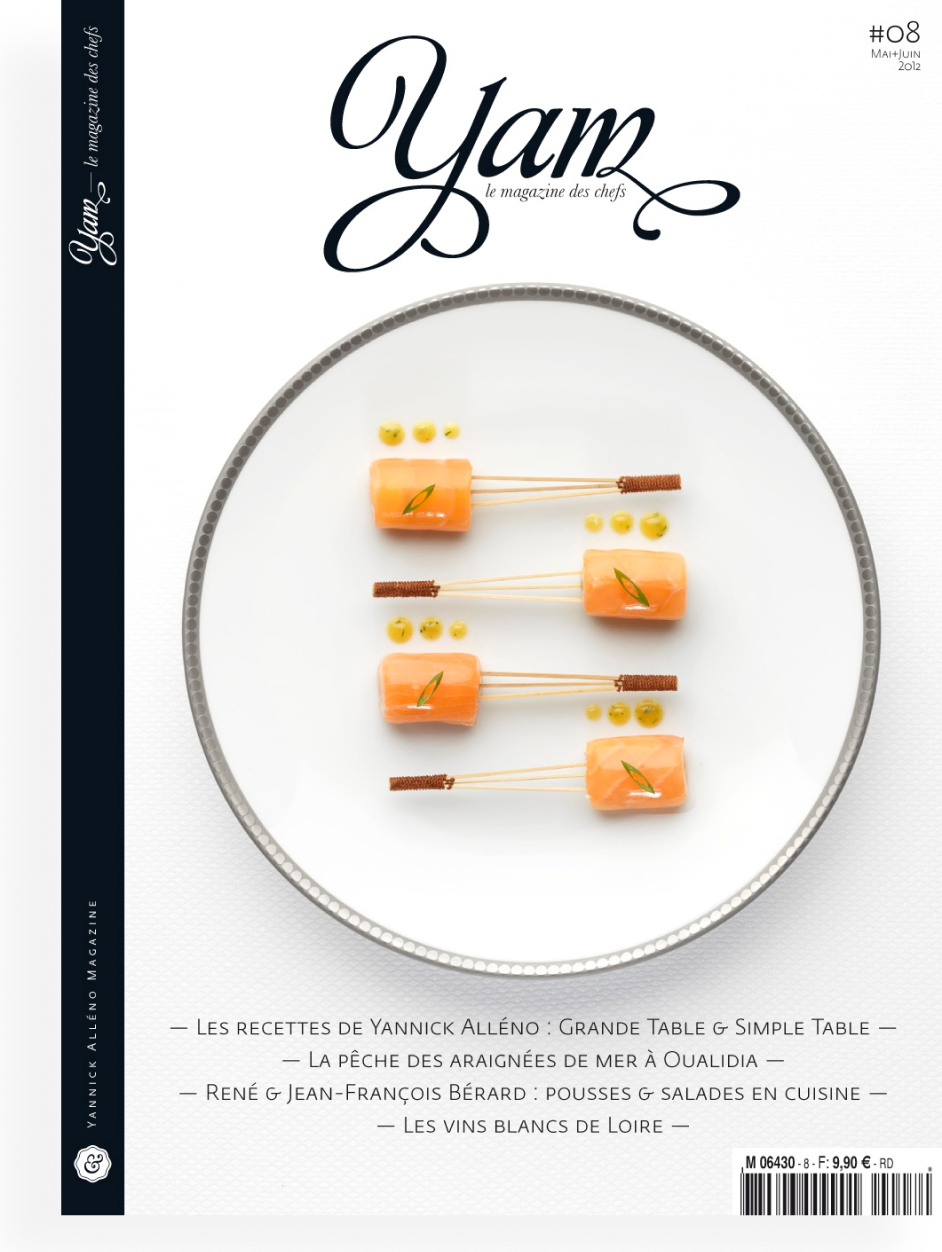 Yam — le magazine des chefs
Yannick Alléno Magazine
&
#08
Mai+Juin
2012
Yam
le magazine des chefs
— Les recettes de Yannick Alléno : Grande Table & Simple Table —
— La pêche des araignées de mer à Oualidia —
— René & Jean-François Bérard : pousses & salades en cuisine —
— Les vins blancs de Loire —
M 06430 - 8 - F: 9,90 € - RD